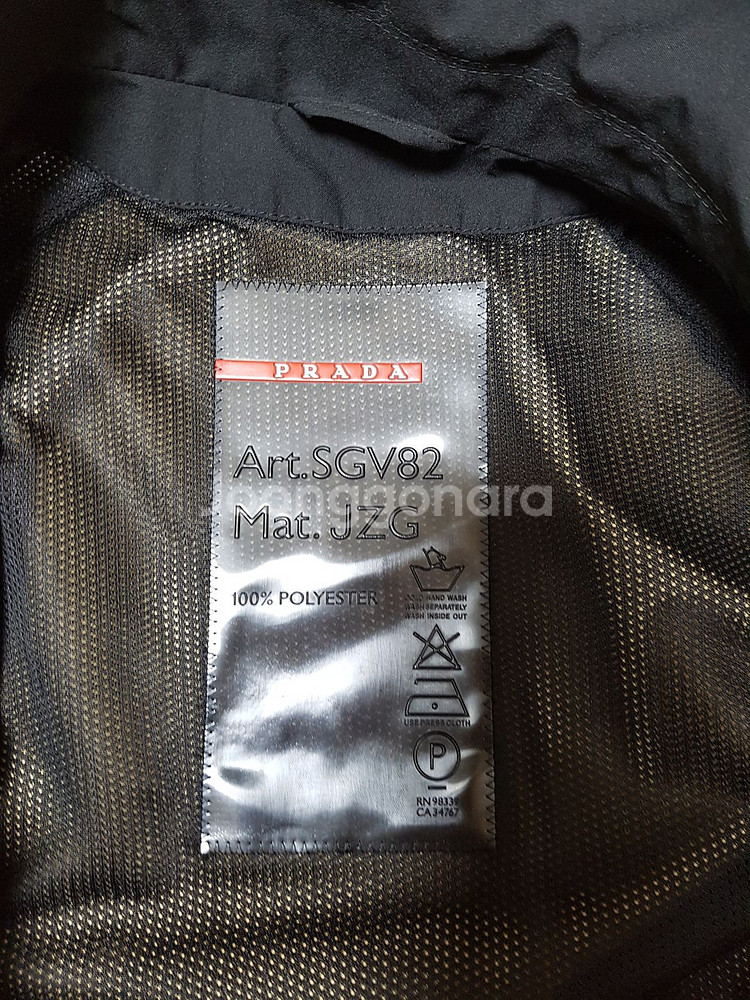 PRADA
Art.SGV82
Mat. JZG
Joonggonara
100% POLYESTER
COLD HAND WASH
WASH SEPARATELY
WASH INSIDE OUT
USE PRESS CLOTH
P
RN 98339
CA 34767